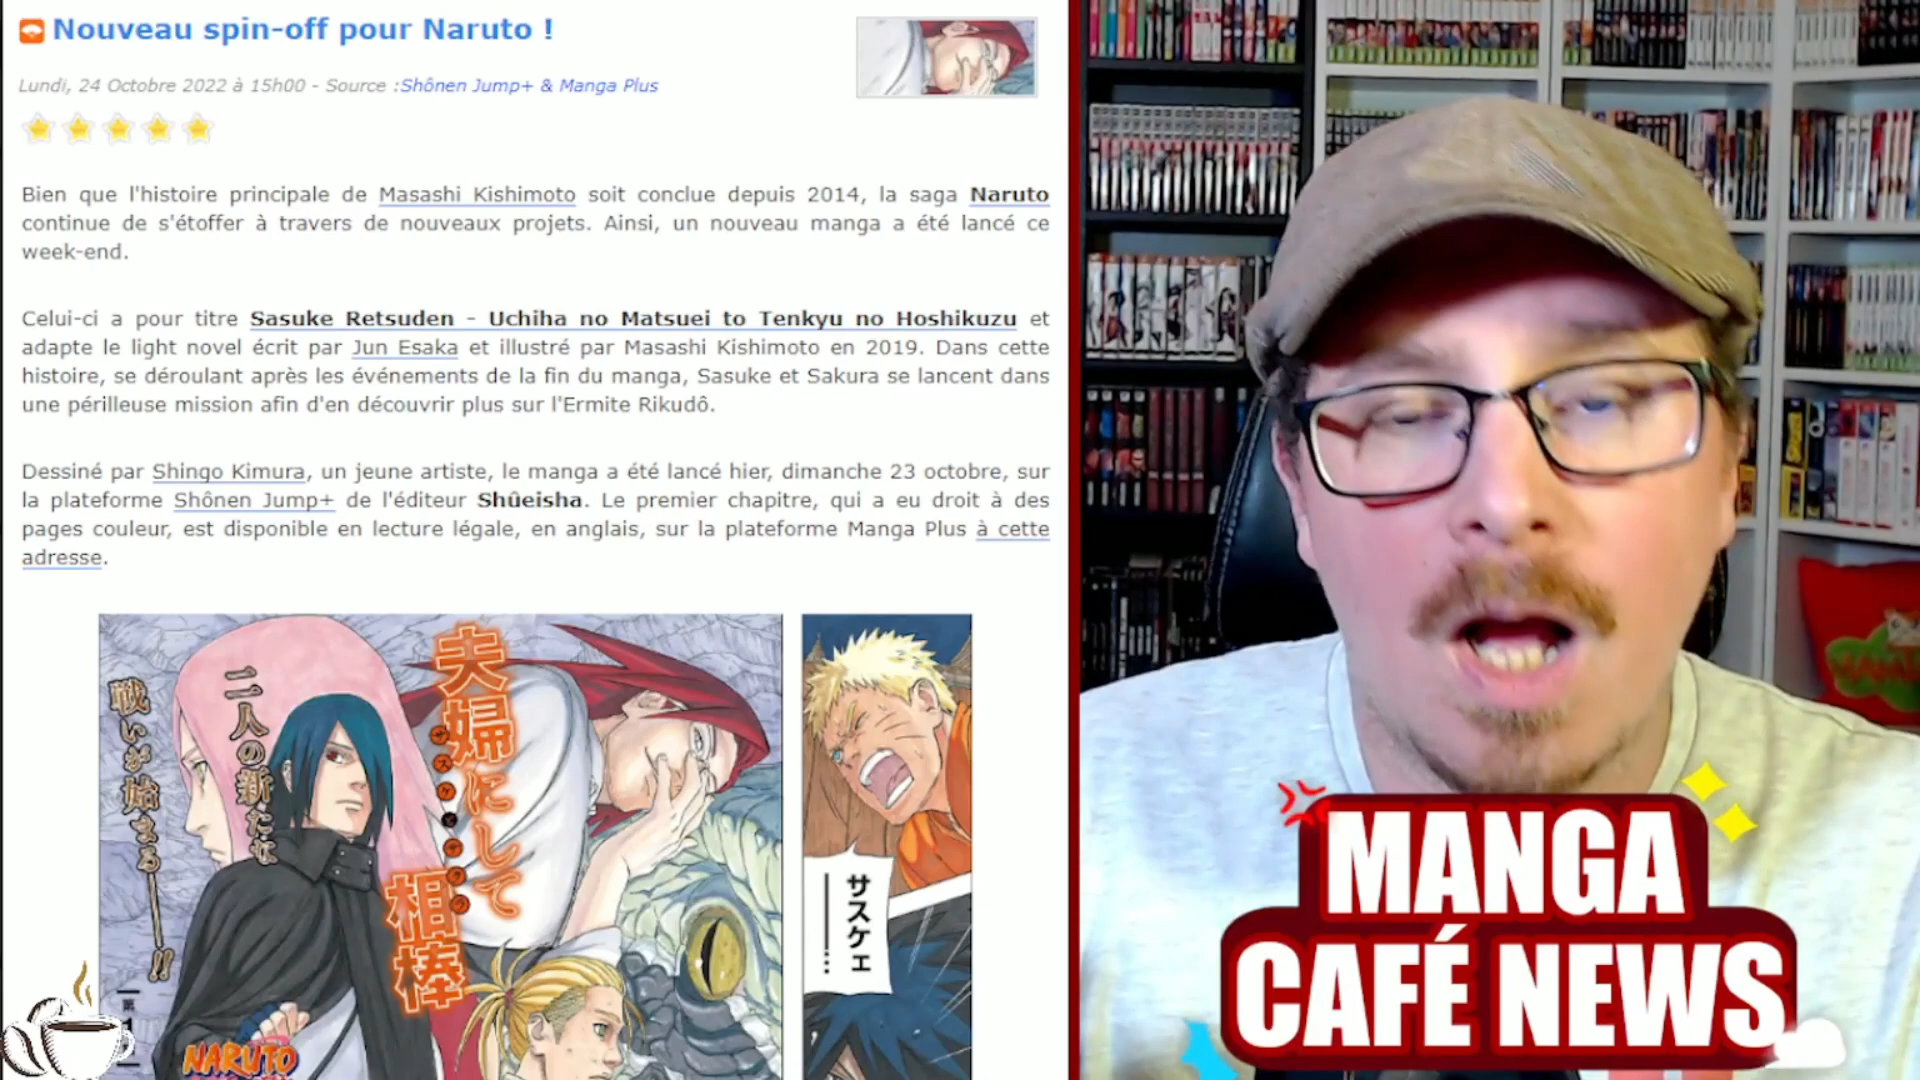 Nouveau spin-off pour Naruto !
Lundi, 24 Octobre 2022 à 15h00 - Source :Shônen Jump+ & Manga Plus
Bien que l'histoire principale de Masashi Kishimoto soit conclue depuis 2014, la saga Naruto
continue de s'étoffer à travers de nouveaux projets. Ainsi, un nouveau manga a été lancé ce
week-end.
Celui-ci a pour titre Sasuke Retsuden - Uchiha no Matsuei to Tenkyu no Hoshikuzu et
adapte le light novel écrit par Jun Esaka et illustré par Masashi Kishimoto en 2019. Dans cette
histoire, se déroulant après les événements de la fin du manga, Sasuke et Sakura se lancent dans
une périlleuse mission afin d'en découvrir plus sur l'Ermite Rikudô.
Dessiné par Shingo Kimura, un jeune artiste, le manga a été lancé hier, dimanche 23 octobre, sur
la plateforme Shônen Jump+ de l'éditeur Shûeisha. Le premier chapitre, qui a eu droit à des
pages couleur, est disponible en lecture légale, en anglais, sur la plateforme Manga Plus à cette
adresse.
夫婦にして
相棒
二人の新たな
戦いが始まる——!!
第
NARUTO
サスケェ
———…
MANGA
CAFÉ NEWS